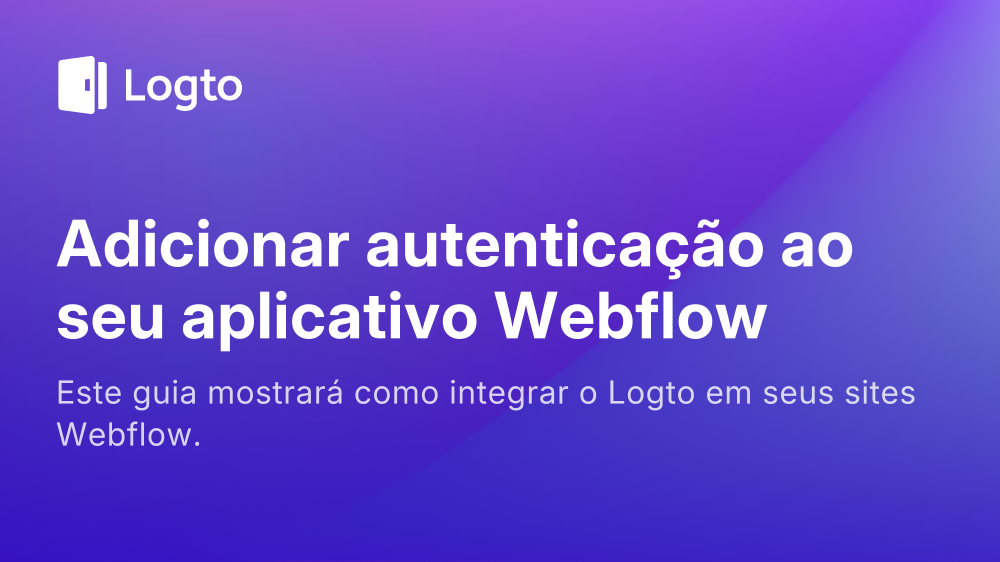 Logto
Adicionar autenticação ao
seu aplicativo Webflow
Este guia mostrará como integrar o Logto em seus sites
Webflow.